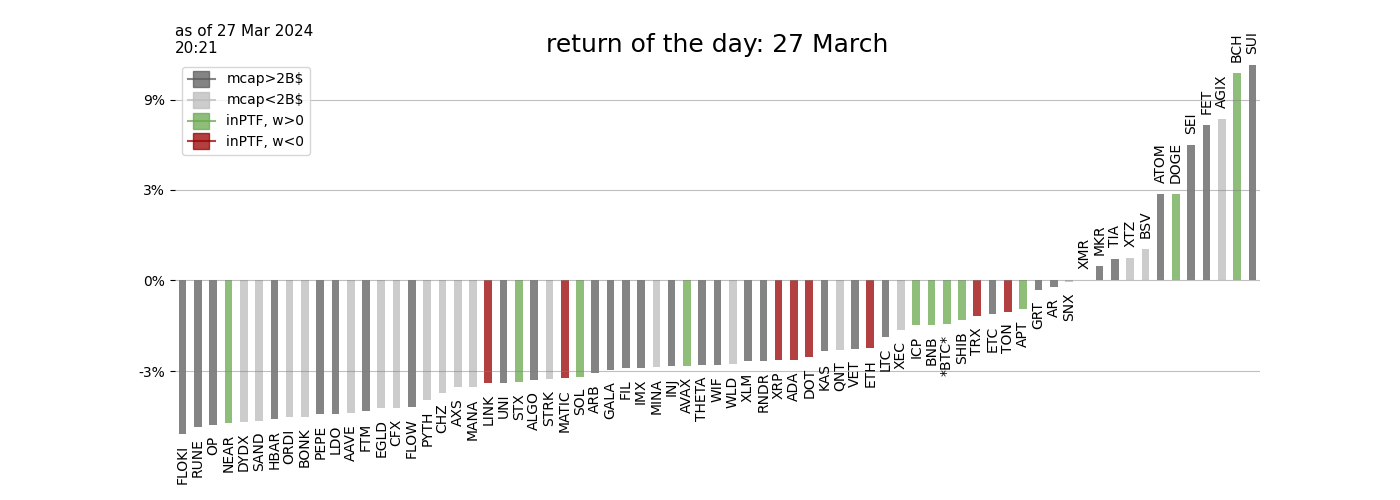 as of 27 Mar 2024
20:21
return of the day: 27 March
mcap>2B$
mcap<2B$
inPTF, w>0
inPTF, w<0
9%
3%
0%
-3%
FLOKI
RUNE
OP
NEAR
DYDX
SAND
HBAR
ORDI
BONK
PEPE
LDO
AAVE
FTM
EGLD
CFX
FLOW
PYTH
CHZ
AXS
MANA
LINK
UNI
STX
ALGO
STRK
MATIC
SOL
ARB
GALA
FIL
IMX
MINA
INJ
AVAX
THETA
WIF
WLD
XLM
RNDR
XRP
ADA
DOT
KAS
QNT
VET
ETH
LTC
XEC
ICP
BNB
*BTC*
SHIB
TRX
ETC
TON
APT
GRT
AR
SNX
XMR
MKR
TIA
XTZ
BSV
ATOM
DOGE
SEI
FET
AGIX
BCH
SUI